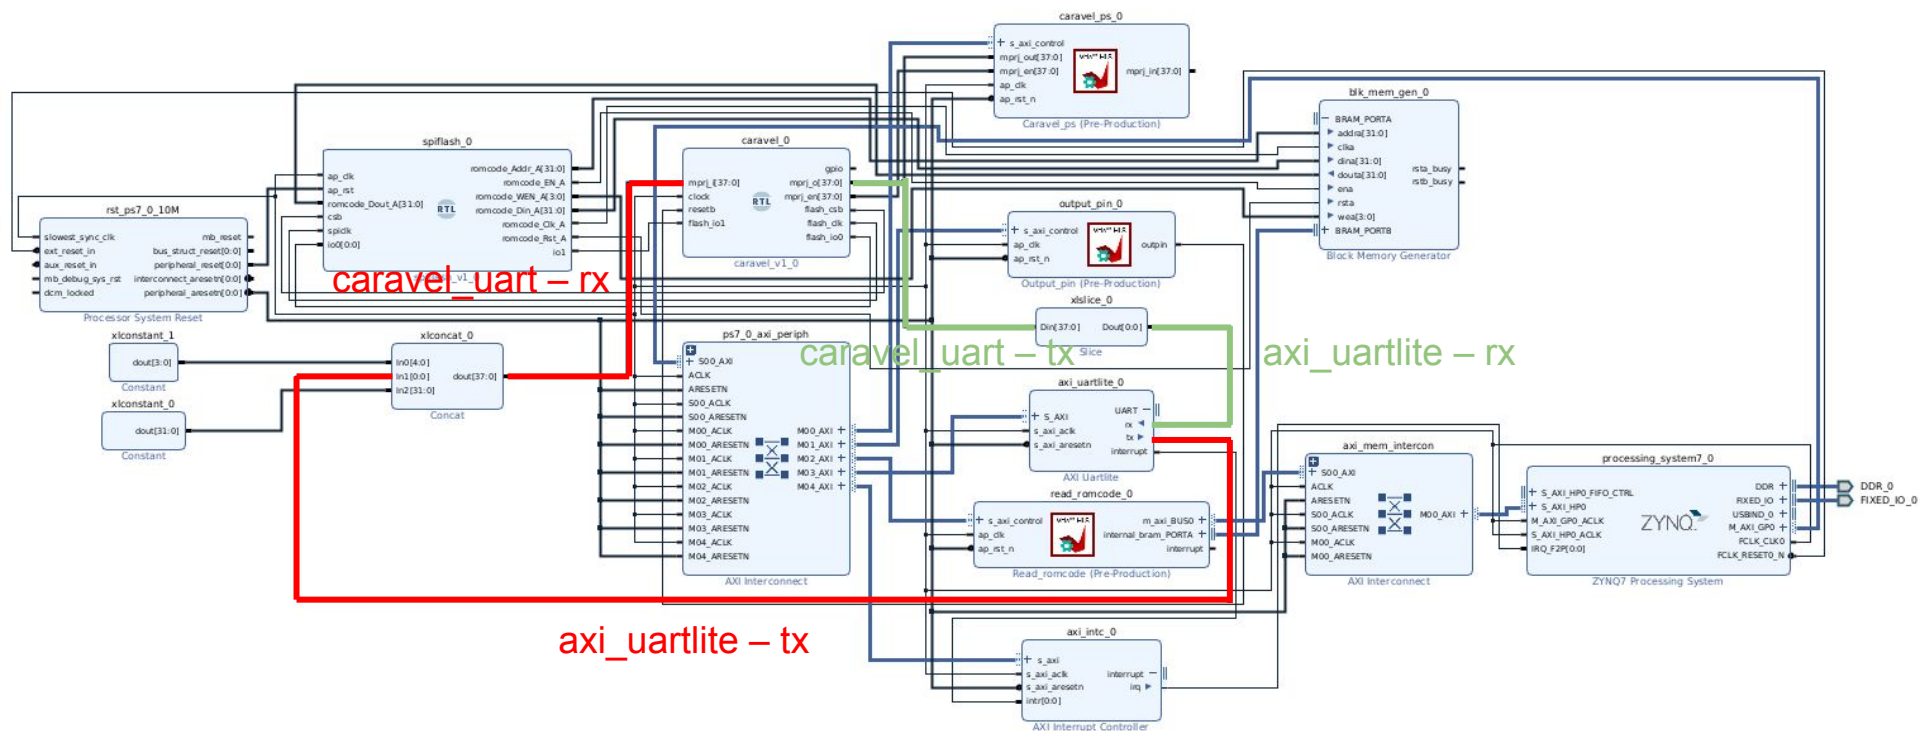 caravel_ps_0
s_axi_control
mprj_out[37:0]
mprj_en[37:0]
ap_clk
ap_rst_n
mprj_in[37:0]
Caravel_ps (Pre-Production)
blk_mem_gen_0
BRAM_PORTA
addra[31:0]
clka
dina[31:0]
douta[31:0]
ena
rsta
wea[3:0]
BRAM_PORTB
rsta_busy
rstb_busy
Block Memory Generator
spiflash_0
ap_clk
ap_rst
romcode_Dout_A[31:0]
csb
spiclk
io0[0:0]
RTL
romcode_Addr_A[31:0]
romcode_EN_A
romcode_WEN_A[3:0]
romcode_Din_A[31:0]
romcode_Clk_A
romcode_Rst_A
io1
caravel_0
mprj_i[37:0]
clock
resetb
flash_io1
RTL
gpio
mprj_o[37:0]
mprj_en[37:0]
flash_csb
flash_clk
flash_io0
caravel_v1_0
rst_ps7_0_10M
slowest_sync_clk
ext_reset_in
aux_reset_in
mb_debug_sys_rst
dcm_locked
mb_reset
bus_struct_reset[0:0]
peripheral_reset[0:0]
interconnect_aresetn[0:0]
peripheral_aresetn[0:0]
Processor System Reset
output_pin_0
s_axi_control
ap_clk
ap_rst_n
outpin
Output_pin (Pre-Production)
caravel_uart – rx
xlslice_0
Din[37:0]
Dout[0:0]
Slice
caravel_uart – tx
axi_uartlite – rx
xlconstant_1
dout[3:0]
Constant
xlconstant_0
dout[31:0]
Constant
xlconcat_0
In0[4:0]
In1[0:0]
In2[31:0]
dout[37:0]
Concat
ps7_0_axi_periph
S00_AXI
ACLK
ARESETN
S00_ACLK
S00_ARESETN
M00_ACLK
M00_ARESETN
M01_ACLK
M01_ARESETN
M02_ACLK
M02_ARESETN
M03_ACLK
M03_ARESETN
M04_ACLK
M04_ARESETN
M00_AXI
M01_AXI
M02_AXI
M03_AXI
M04_AXI
AXI Interconnect
axi_uartlite_0
S_AXI
s_axi_aclk
s_axi_aresetn
UART
rx
tx
interrupt
AXI Uartlite
read_romcode_0
s_axi_control
ap_clk
ap_rst_n
m_axi_BUS0
internal_bram_PORTA
interrupt
Read_romcode (Pre-Production)
axi_mem_intercon
S00_AXI
ACLK
ARESETN
S00_ACLK
S00_ARESETN
M00_ACLK
M00_ARESETN
M00_AXI
AXI Interconnect
processing_system7_0
S_AXI_HP0_FIFO_CTRL
S_AXI_HP0
M_AXI_GP0_ACLK
S_AXI_HP0_ACLK
IRQ_F2P[0:0]
ZYNQ
DDR
FIXED_IO
USBIND_0
M_AXI_GP0
FCLK_CLK0
FCLK_RESET0_N
ZYNQ7 Processing System
DDR_0
FIXED_IO_0
axi_uartlite – tx
axi_intc_0
s_axi
s_axi_aclk
s_axi_aresetn
intr[0:0]
interrupt
irq
AXI Interrupt Controller